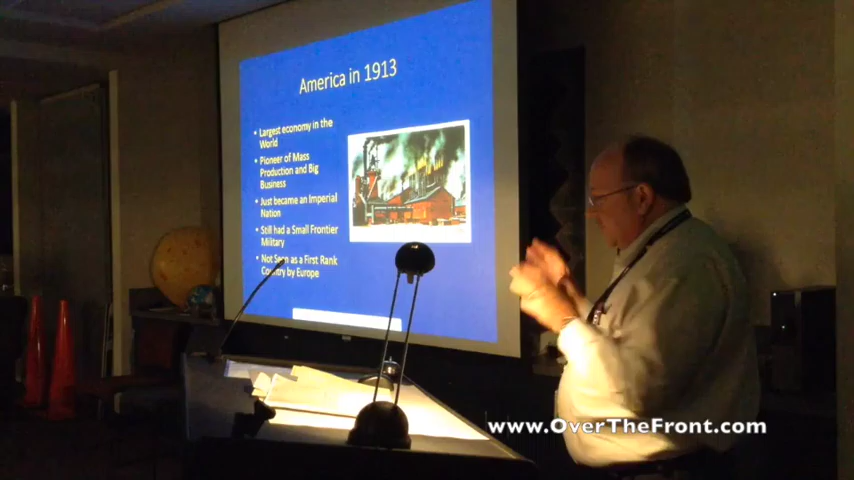 America in 1913
• Largest economy in the
World
• Pioneer of Mass
Production and Big
Business
• Just became an Imperial
Nation
• Still had a Small Frontier
Military
• Not Seen as a First Rank
Country by Europe
www.OverTheFront.com